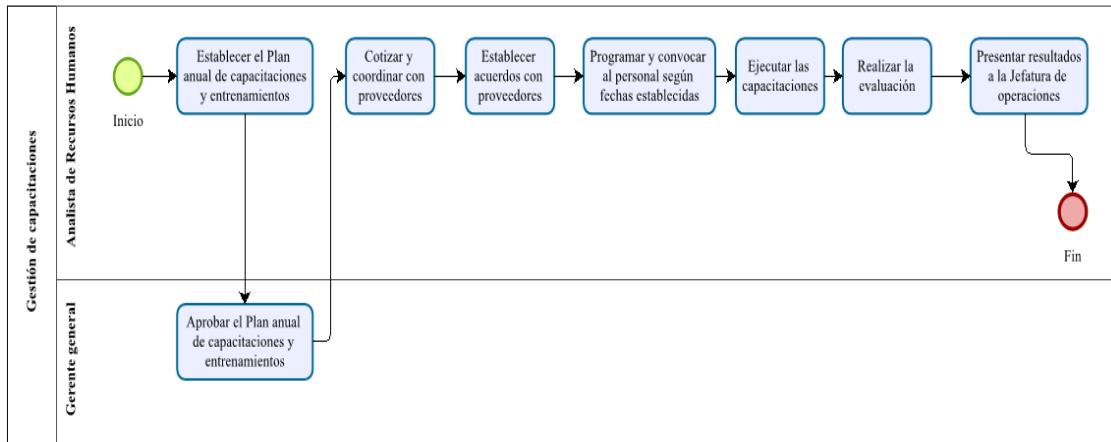 Gestión de capacitaciones
Analista de Recursos Humanos
Inicio
Establecer el Plan
anual de capacitaciones
y entrenamientos
Cotizar y
coordinar con
proveedores
Establecer
acuerdos con
proveedores
Programar y convocar
al personal según
fechas establecidas
Ejecutar las
capacitaciones
Realizar la
evaluación
Presentar resultados
a la Jefatura de
operaciones
Fin
Gerente general
Aprobar el Plan anual
de capacitaciones y
entrenamientos